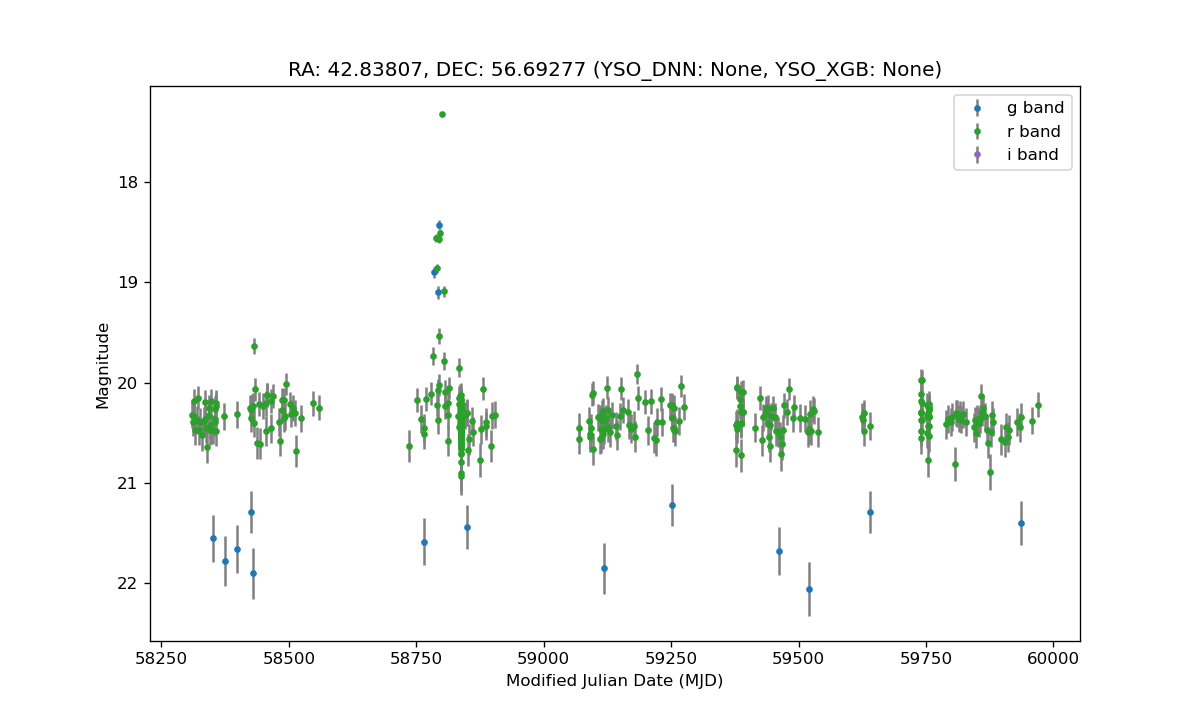 RA: 42.83807, DEC: 56.69277 (YSO_DNN: None, YSO_XGB: None)
g band
r band
i band
18
19
20
21
22
Magnitude
58250 58500 58750 59000 59250 59500 59750 60000
Modified Julian Date (MJD)